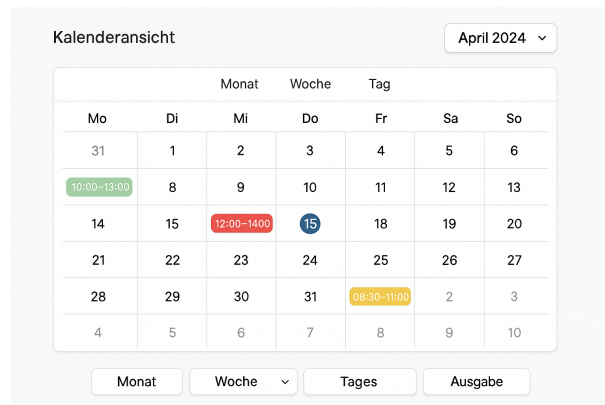 Kalenderansicht April 2024
Monat Woche Tag
Mo Di Mi Do Fr Sa So
31 1 2 3 4 5 6
10:00–13:00 8 9 10 11 12 13
14 15 12:00–1400 15 18 19 20
21 22 23 24 25 26 27
28 29 30 31 08:30–11:00 2 3
4 5 6 7 8 9 10
Monat Woche Tages Ausgabe